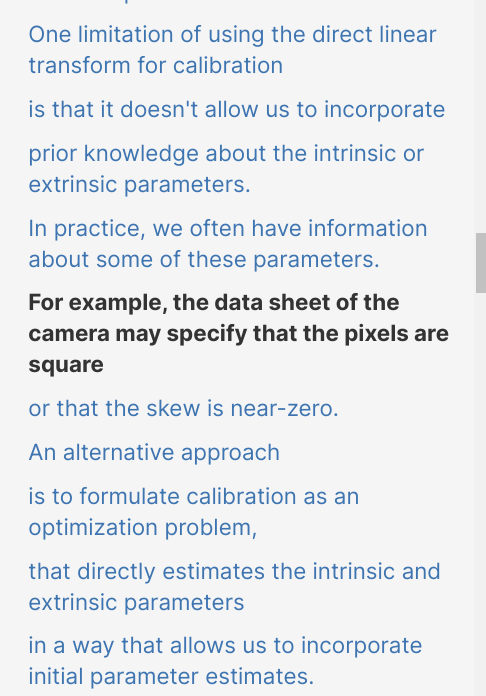 One limitation of using the direct linear
transform for calibration
is that it doesn't allow us to incorporate
prior knowledge about the intrinsic or
extrinsic parameters.
In practice, we often have information
about some of these parameters.
For example, the data sheet of the
camera may specify that the pixels are
square
or that the skew is near-zero.
An alternative approach
is to formulate calibration as an
optimization problem,
that directly estimates the intrinsic and
extrinsic parameters
in a way that allows us to incorporate
initial parameter estimates.